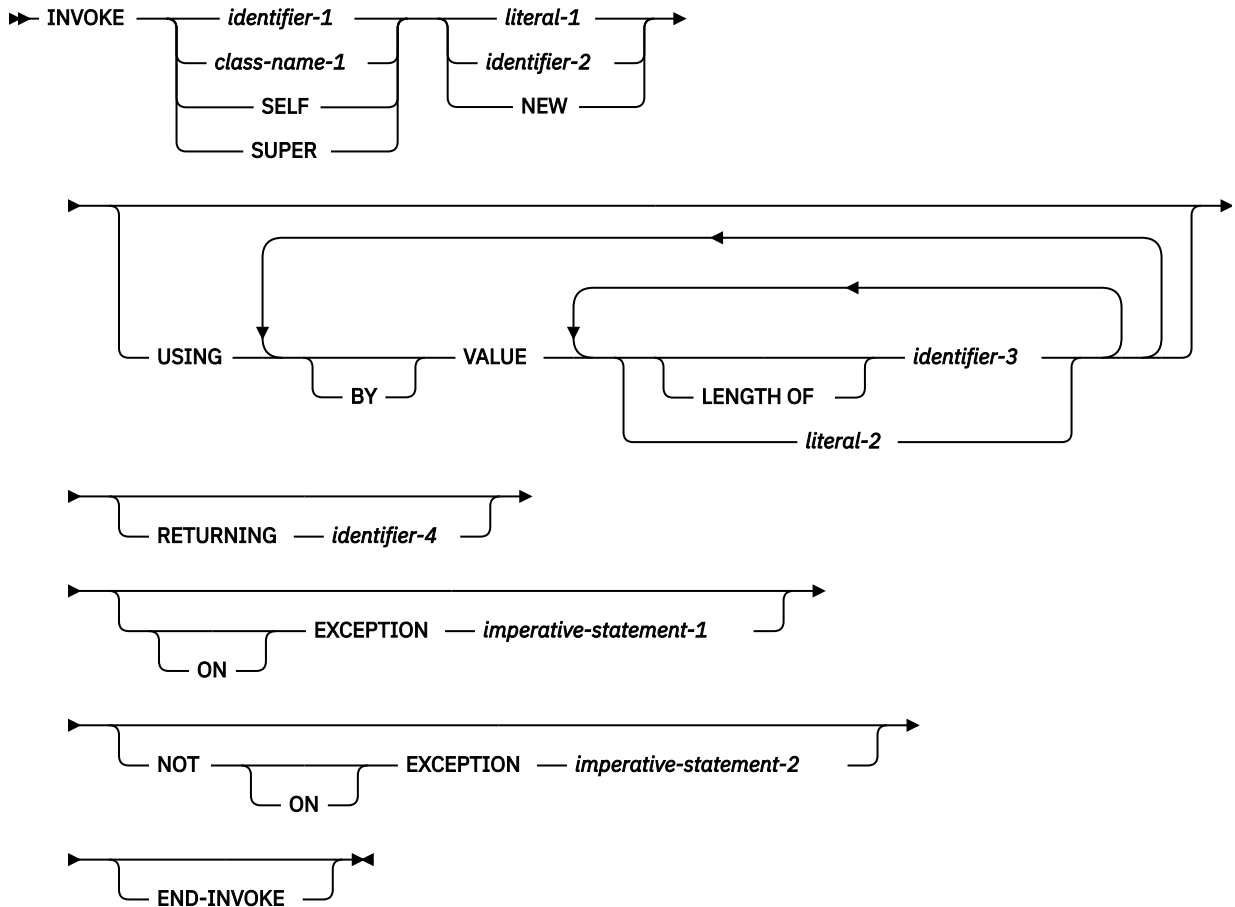 INVOKE identifier-1 literal-1
class-name-1 identifier-2
SELF NEW
SUPER
USING VALUE identifier-3
BY LENGTH OF
literal-2
RETURNING identifier-4
EXCEPTION imperative-statement-1
ON
NOT EXCEPTION imperative-statement-2
ON
END-INVOKE